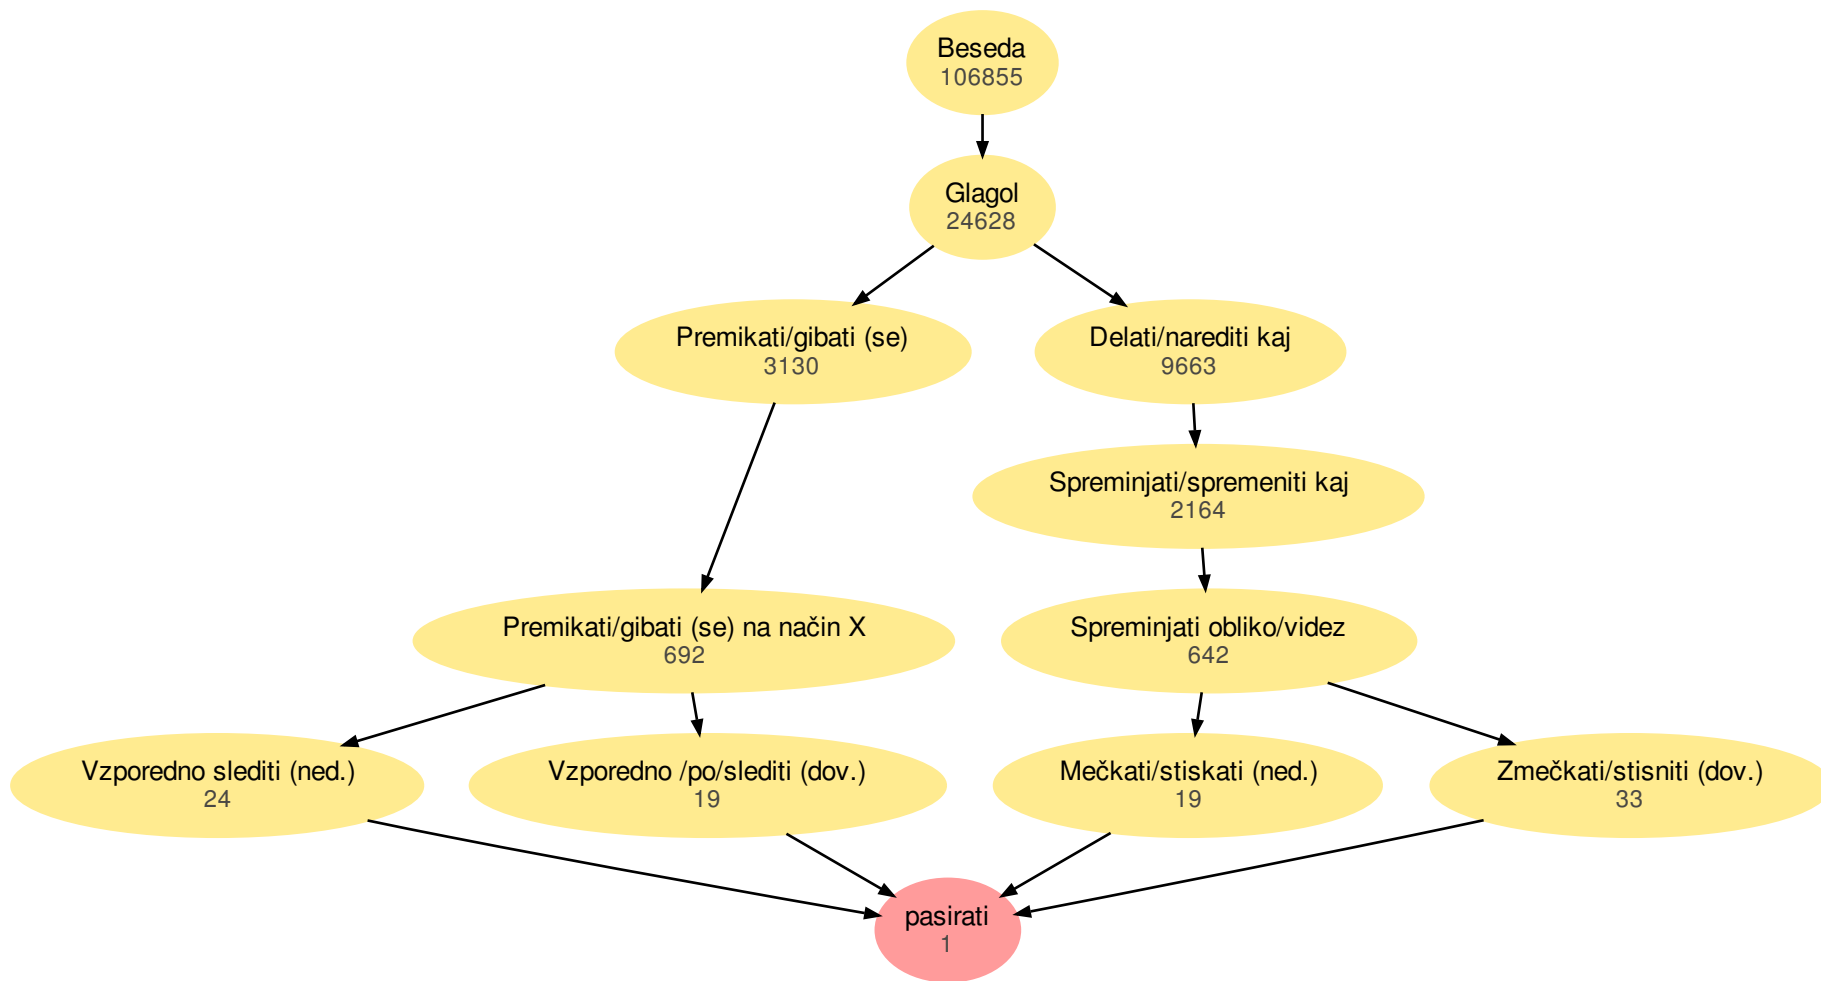 Beseda
106855
Glagol
24628
Premikati/gibati (se)
3130
Delati/narediti kaj
9663
Spreminjati/spremeniti kaj
2164
Premikati/gibati (se) na način X
692
Spreminjati obliko/videz
642
Vzporedno slediti (ned.)
24
Vzporedno /po/slediti (dov.)
19
Mečkati/stiskati (ned.)
19
Zmečkati/stisniti (dov.)
33
pasirati
1